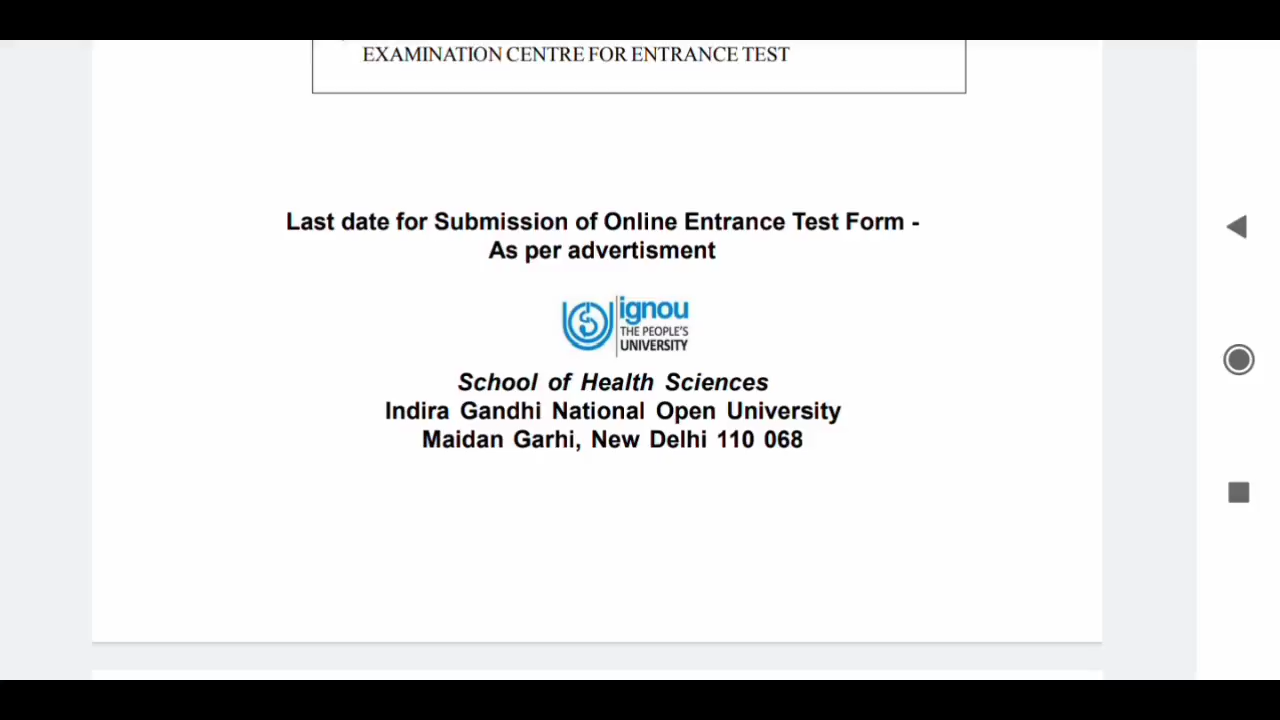 EXAMINATION CENTRE FOR ENTRANCE TEST
Last date for Submission of Online Entrance Test Form -
As per advertisment
ignou
THE PEOPLE'S
UNIVERSITY
School of Health Sciences
Indira Gandhi National Open University
Maidan Garhi, New Delhi 110 068